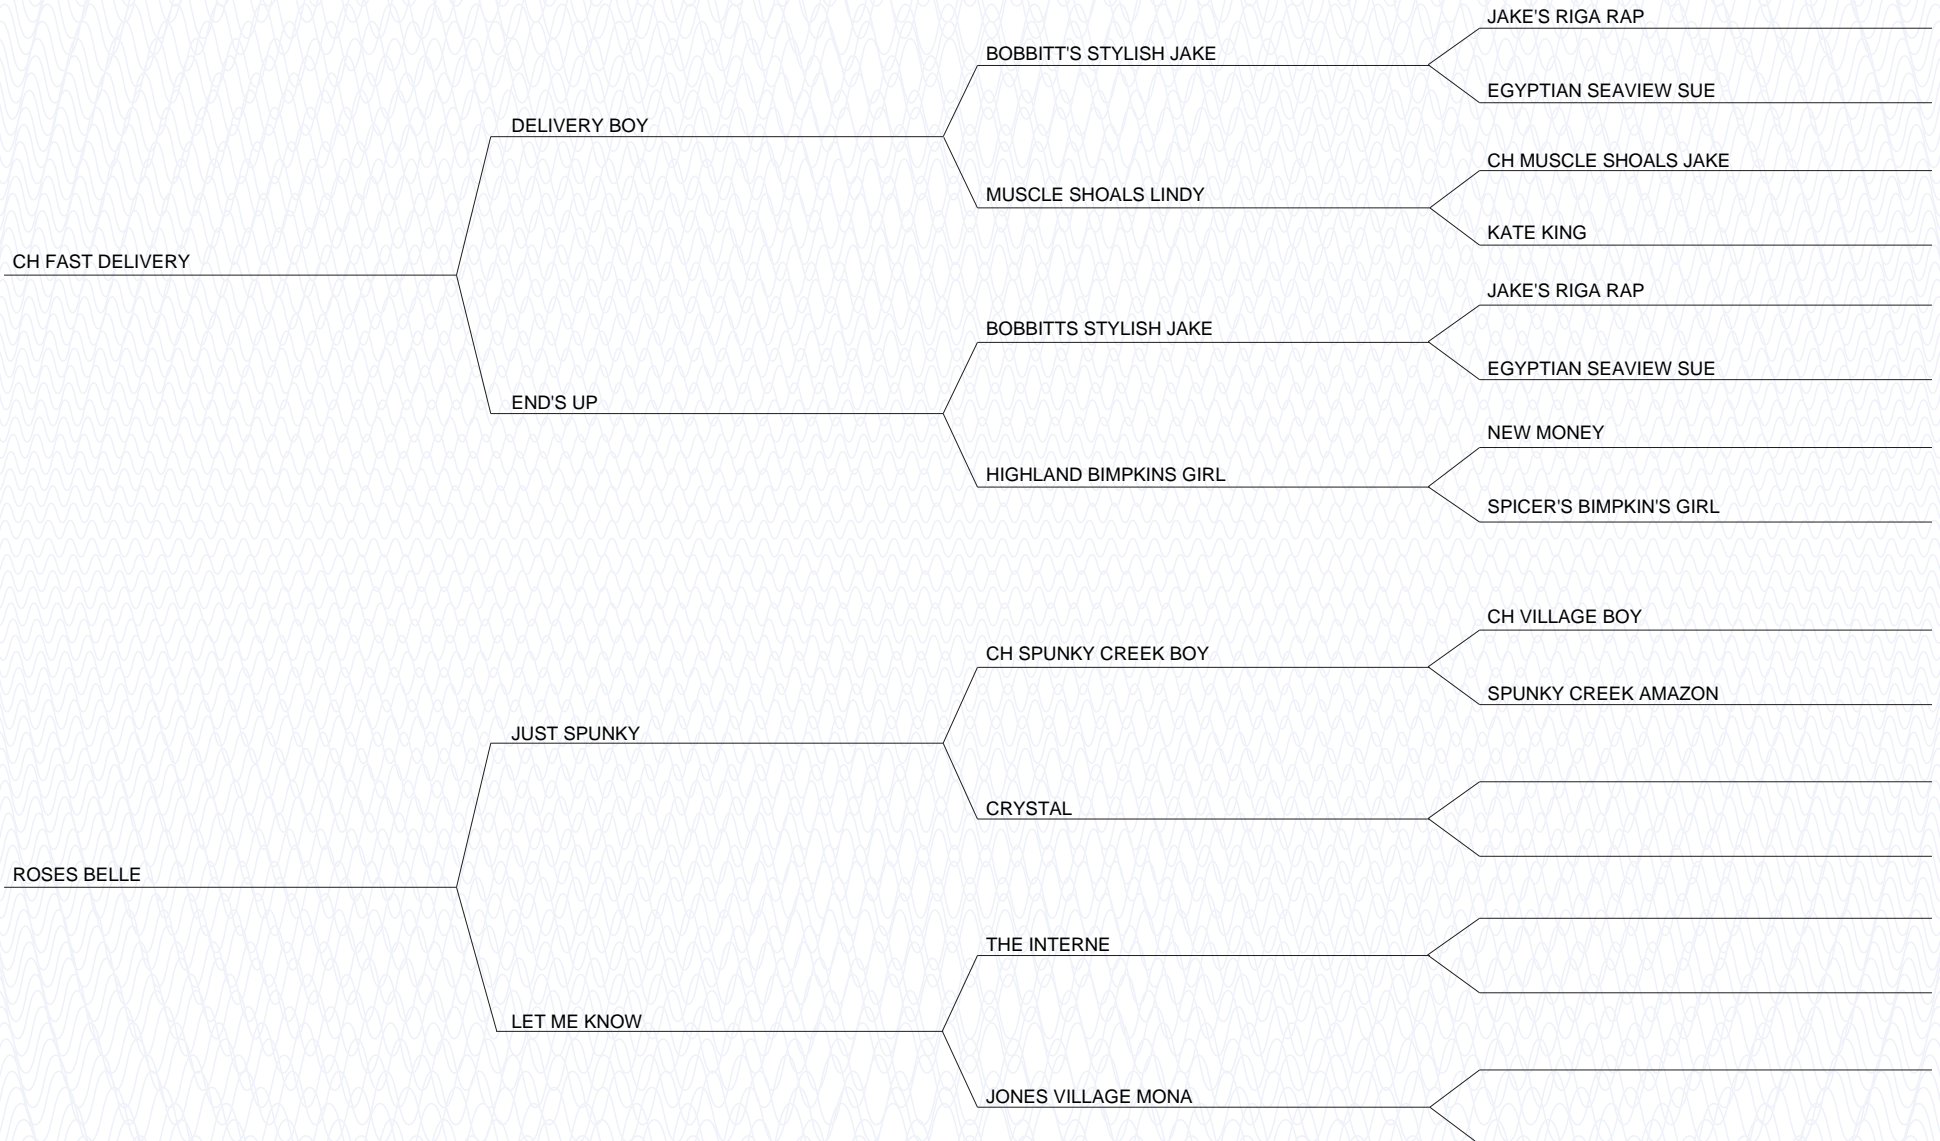 JAKE'S RIGA RAP
BOBBITT'S STYLISH JAKE
EGYPTIAN SEAVIEW SUE
DELIVERY BOY
CH MUSCLE SHOALS JAKE
MUSCLE SHOALS LINDY
KATE KING
CH FAST DELIVERY
JAKE'S RIGA RAP
BOBBITTS STYLISH JAKE
EGYPTIAN SEAVIEW SUE
END'S UP
NEW MONEY
HIGHLAND BIMPKINS GIRL
SPICER'S BIMPKIN'S GIRL
CH VILLAGE BOY
CH SPUNKY CREEK BOY
SPUNKY CREEK AMAZON
JUST SPUNKY
CRYSTAL
ROSES BELLE
THE INTERNE
LET ME KNOW
JONES VILLAGE MONA